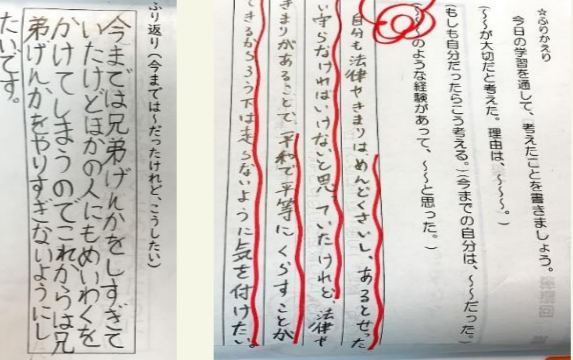 ☆ふりかえり
今日の学習を通して、考えたことを書きましょう。
(～～が大切だと考えた。理由は、～～。)
(もしも自分だったらこう考える。)(今までの自分は、～～だった。)
～～のような経験があって、～～と思った。)
自分も法律やきまりは、めんどくさいし、あるとせった
い守らなければいけないと思っていたけれど、法律や
きまりがあることで、平和で平等にくらすことが
できるからろう下は走らないように気を付けたい。
ふり返り(今までは~だったけれど、こうしたい)
今までは兄弟げんかをしすぎて
いたけどほかの人にもめいわくを
かけてしまうのでこれからは兄
弟げんかをやりすぎないようにし
たいです。